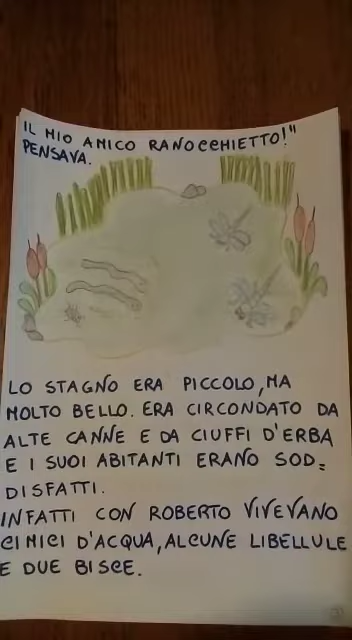 IL MIO AMICO RANOCCHIETTO!"
PENSAVA.
LO STAGNO ERA PICCOLO, MA
MOLTO BELLO. ERA CIRCONDATO DA
ALTE CANNE E DA CIUFFI D'ERBA
E I SUOI ABITANTI ERANO SOD=
DISFATTI.
INFATTI CON ROBERTO VIVEVANO
CIMICI D'ACQUA, ALCUNE LIBELLULE
E DUE BISCE.